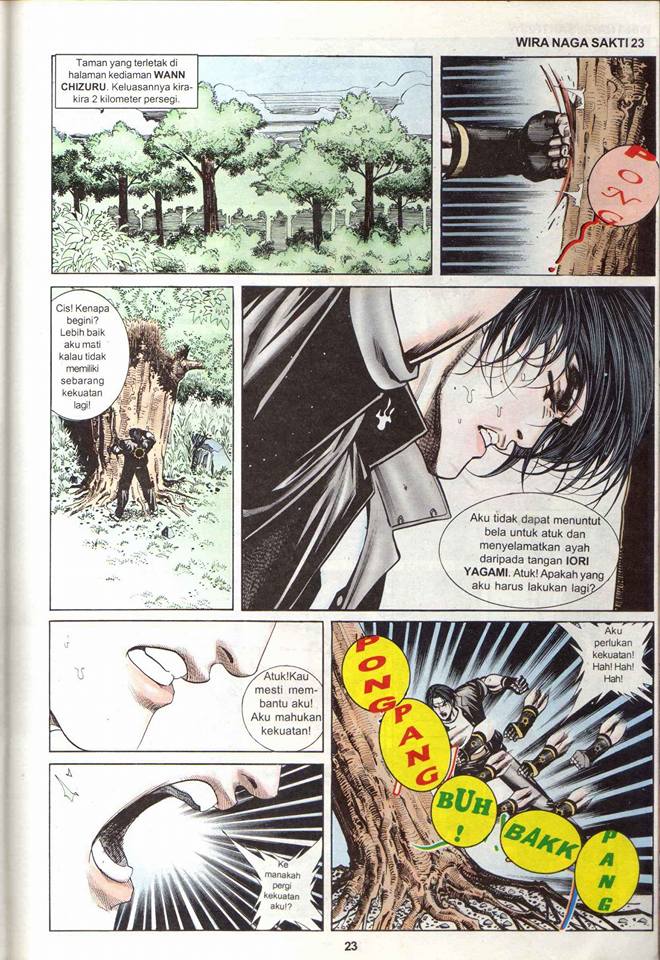 WIRA NAGA SAKTI 23
Taman yang terletak di
halaman kediaman WANN
CHIZURU. Keluasannya kira-
kira 2 kilometer persegi.
PONG
Cis! Kenapa
begini?
Lebih baik
aku mati
kalau tidak
memiliki
sebarang
kekuatan
lagi!
Aku tidak dapat menuntut
bela untuk atuk dan
menyelamatkan ayah
daripada tangan IORI
YAGAMI. Atuk! Apakah yang
aku harus lakukan lagi?
Atuk!Kau
mesti mem-
bantu aku!
Aku mahukan
kekuatan!
Ke
manakah
pergi
kekuatan
aku!?
Aku
perlukan
kekuatan!
Hah! Hah!
Hah!
PONG
PANG
BUH
!
BAKK
PANG
23